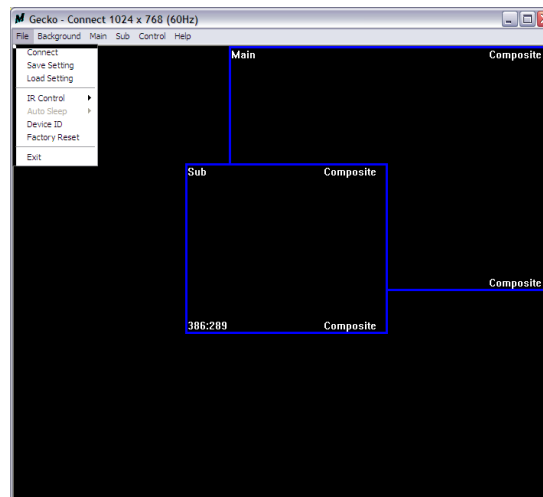 Gecko - Connect 1024 x 768 (60Hz)
File Background Main Sub Control Help
Connect
Save Setting
Load Setting
IR Control
Auto Sleep
Device ID
Factory Reset
Exit
Main Composite
Sub Composite
Composite
386:289 Composite